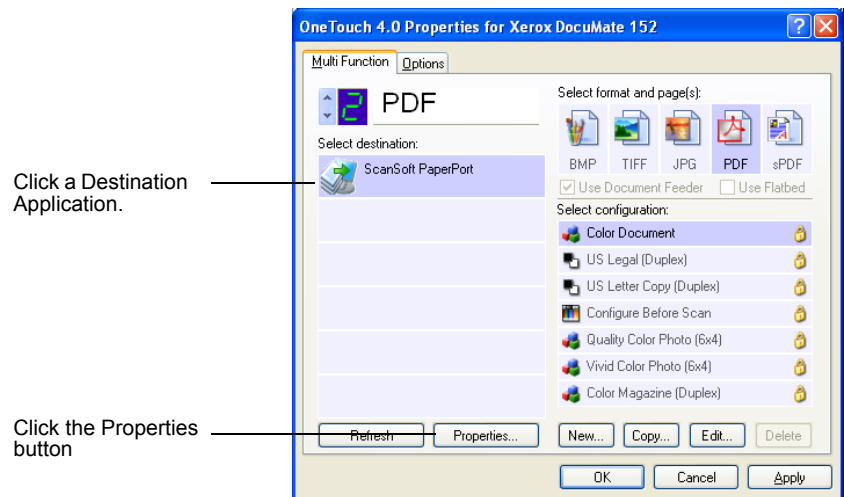 OneTouch 4.0 Properties for Xerox DocuMate 152
Multi Function
Options
2
PDF
Select destination:
ScanSoft PaperPort
Click a Destination
Application.
Select format and page(s):
BMP TIFF JPG PDF sPDF
Use Document Feeder Use Flatbed
Select configuration:
Color Document
US Legal (Duplex)
US Letter Copy (Duplex)
Configure Before Scan
Quality Color Photo (6x4)
Vivid Color Photo (6x4)
Color Magazine (Duplex)
Click the Properties
button
Refresh Properties...
New... Copy... Edit... Delete
OK Cancel Apply